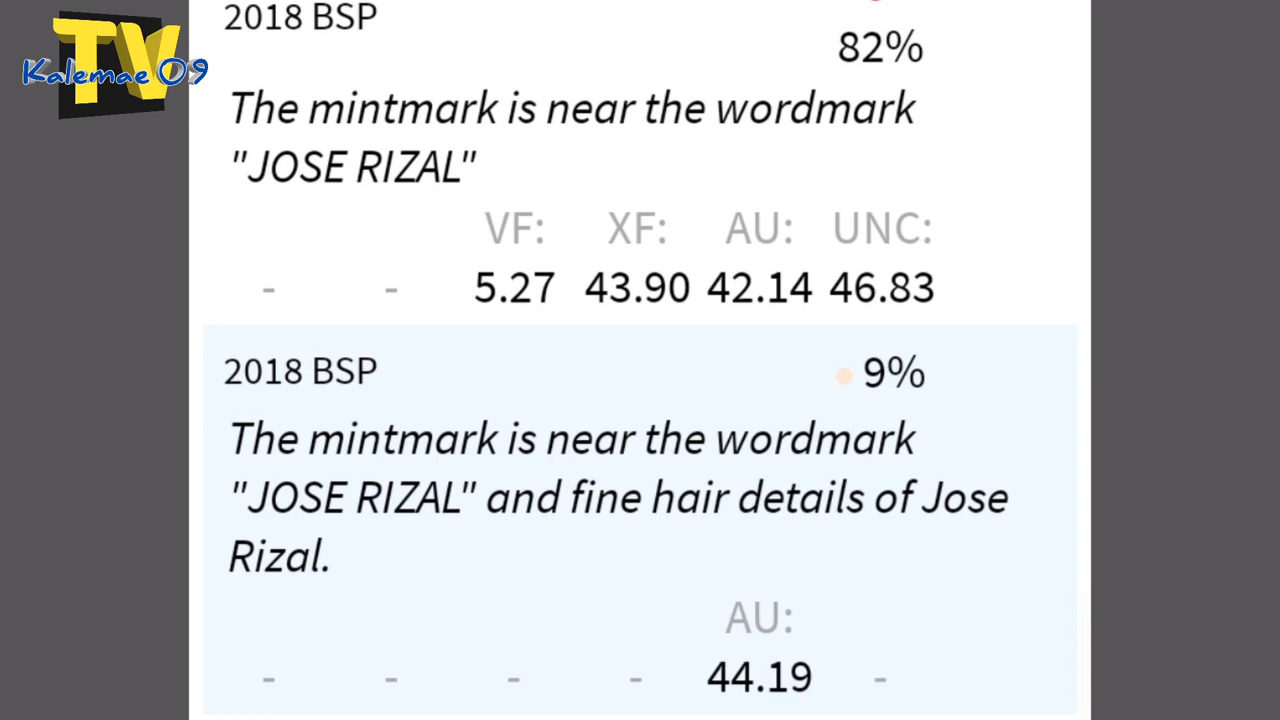 2018 BSP
82%
TV
Kalemae 09
The mintmark is near the wordmark
"JOSE RIZAL"
VF: XF: AU: UNC:
- - 5.27 43.90 42.14 46.83
2018 BSP 9%
The mintmark is near the wordmark
"JOSE RIZAL" and fine hair details of Jose
Rizal.
AU:
- - - - 44.19 -